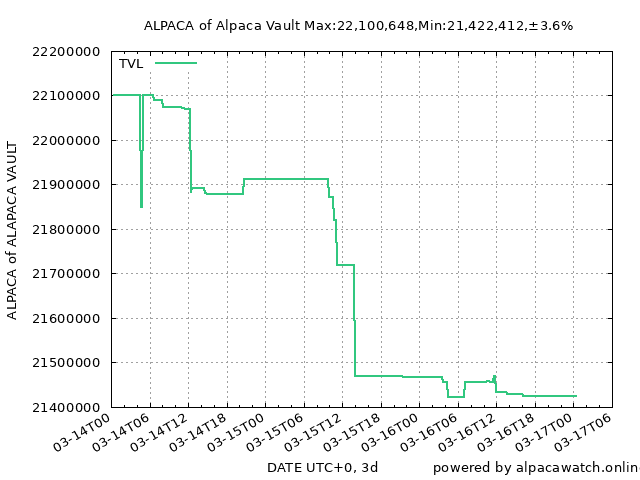 ALPACA of Alpaca Vault Max:22,100,648,Min:21,422,412,±3.6%
TVL
22200000
22100000
22000000
21900000
21800000
21700000
21600000
21500000
21400000
ALPACA of ALAPACA VAULT
03-14T00
03-14T06
03-14T12
03-14T18
03-15T00
03-15T06
03-15T12
03-15T18
03-16T00
03-16T06
03-16T12
03-16T18
03-17T00
03-17T06
DATE UTC+0, 3d
powered by alpacawatch.onlin